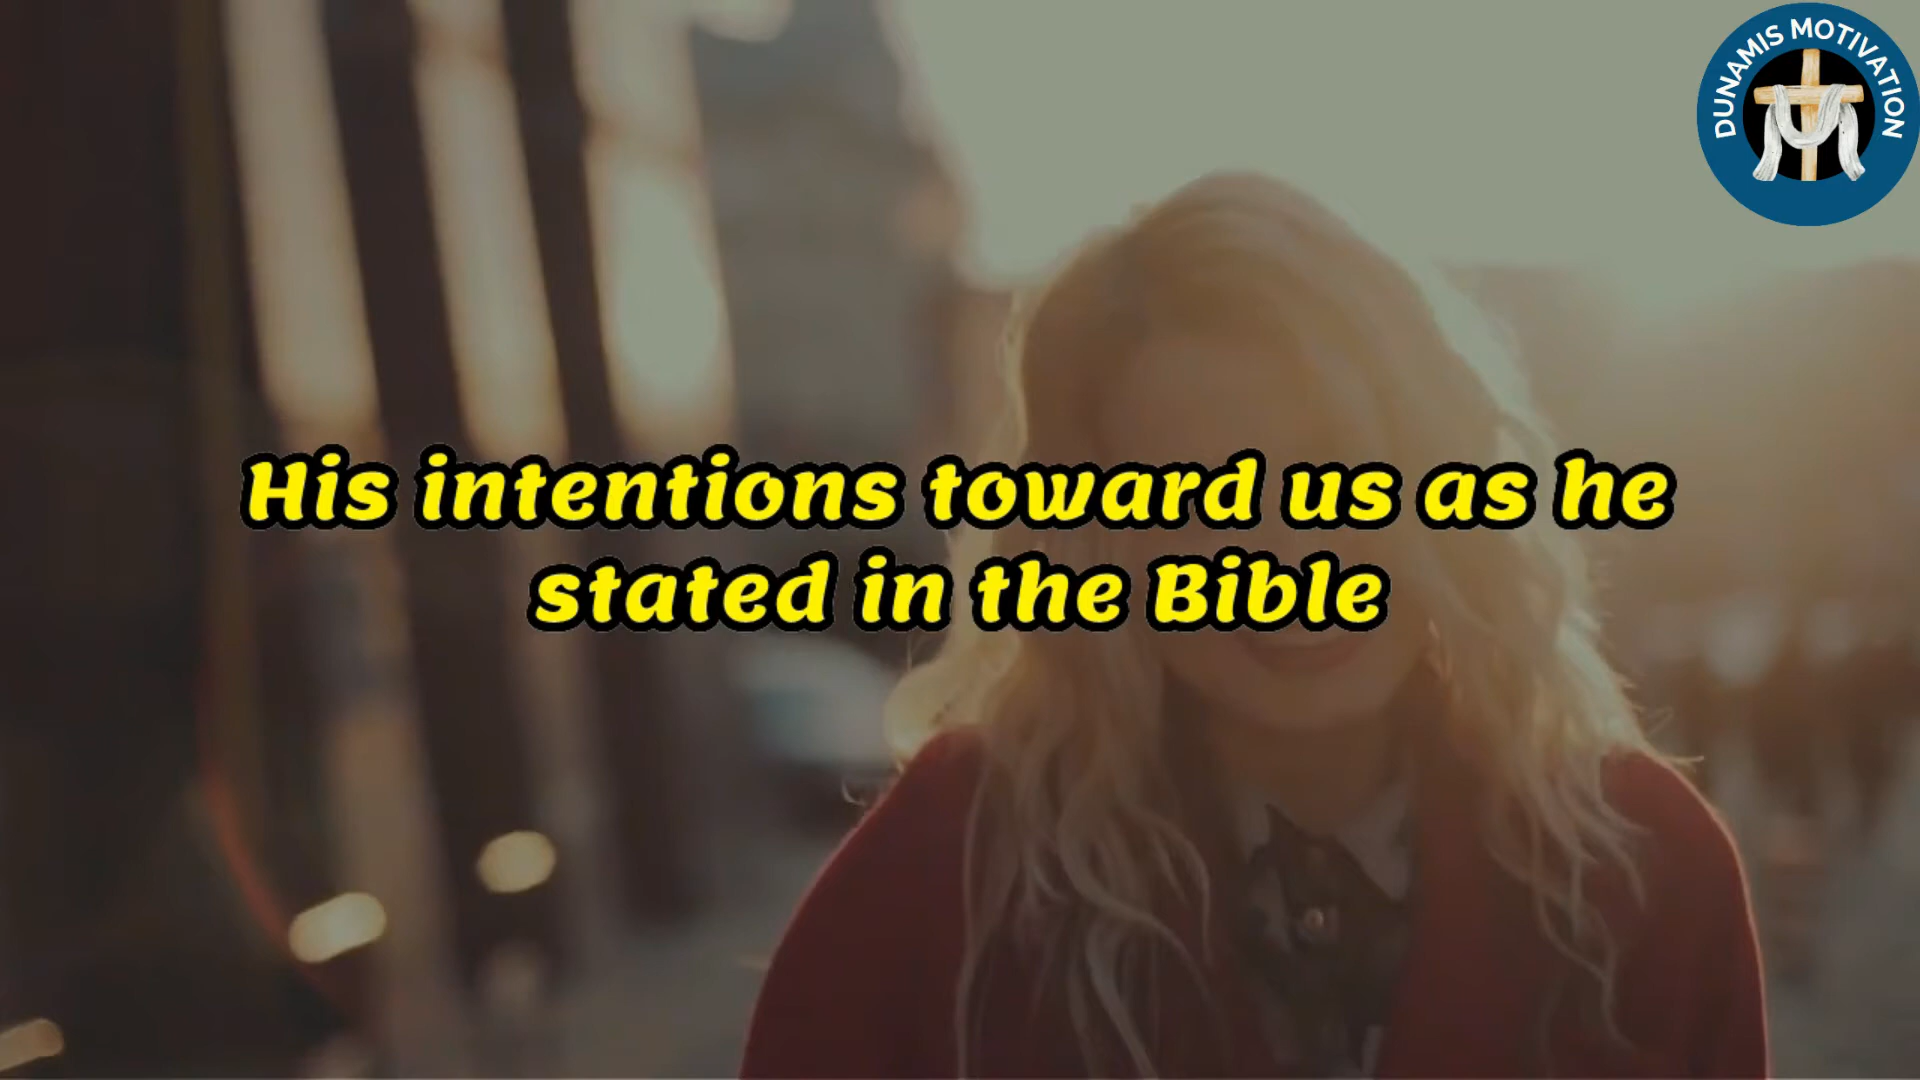 DUNAMIS MOTIVATION
His intentions toward us as he
stated in the Bible